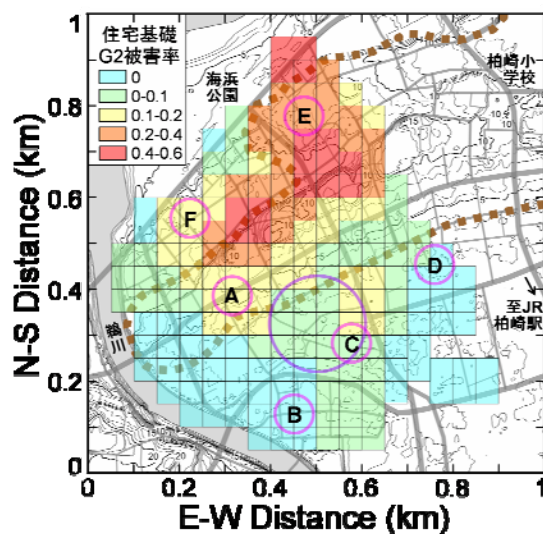 住宅基礎
G2被害率
0
0-0.1
0.1-0.2
0.2-0.4
0.4-0.6
海浜
公園
柏崎小
学校
E
F
D
A
C
B
鵜川
至JR
柏崎駅
N-S Distance (km)
1
0.8
0.6
0.4
0.2
0
0
0.2
0.4
0.6
0.8
1
E-W Distance (km)